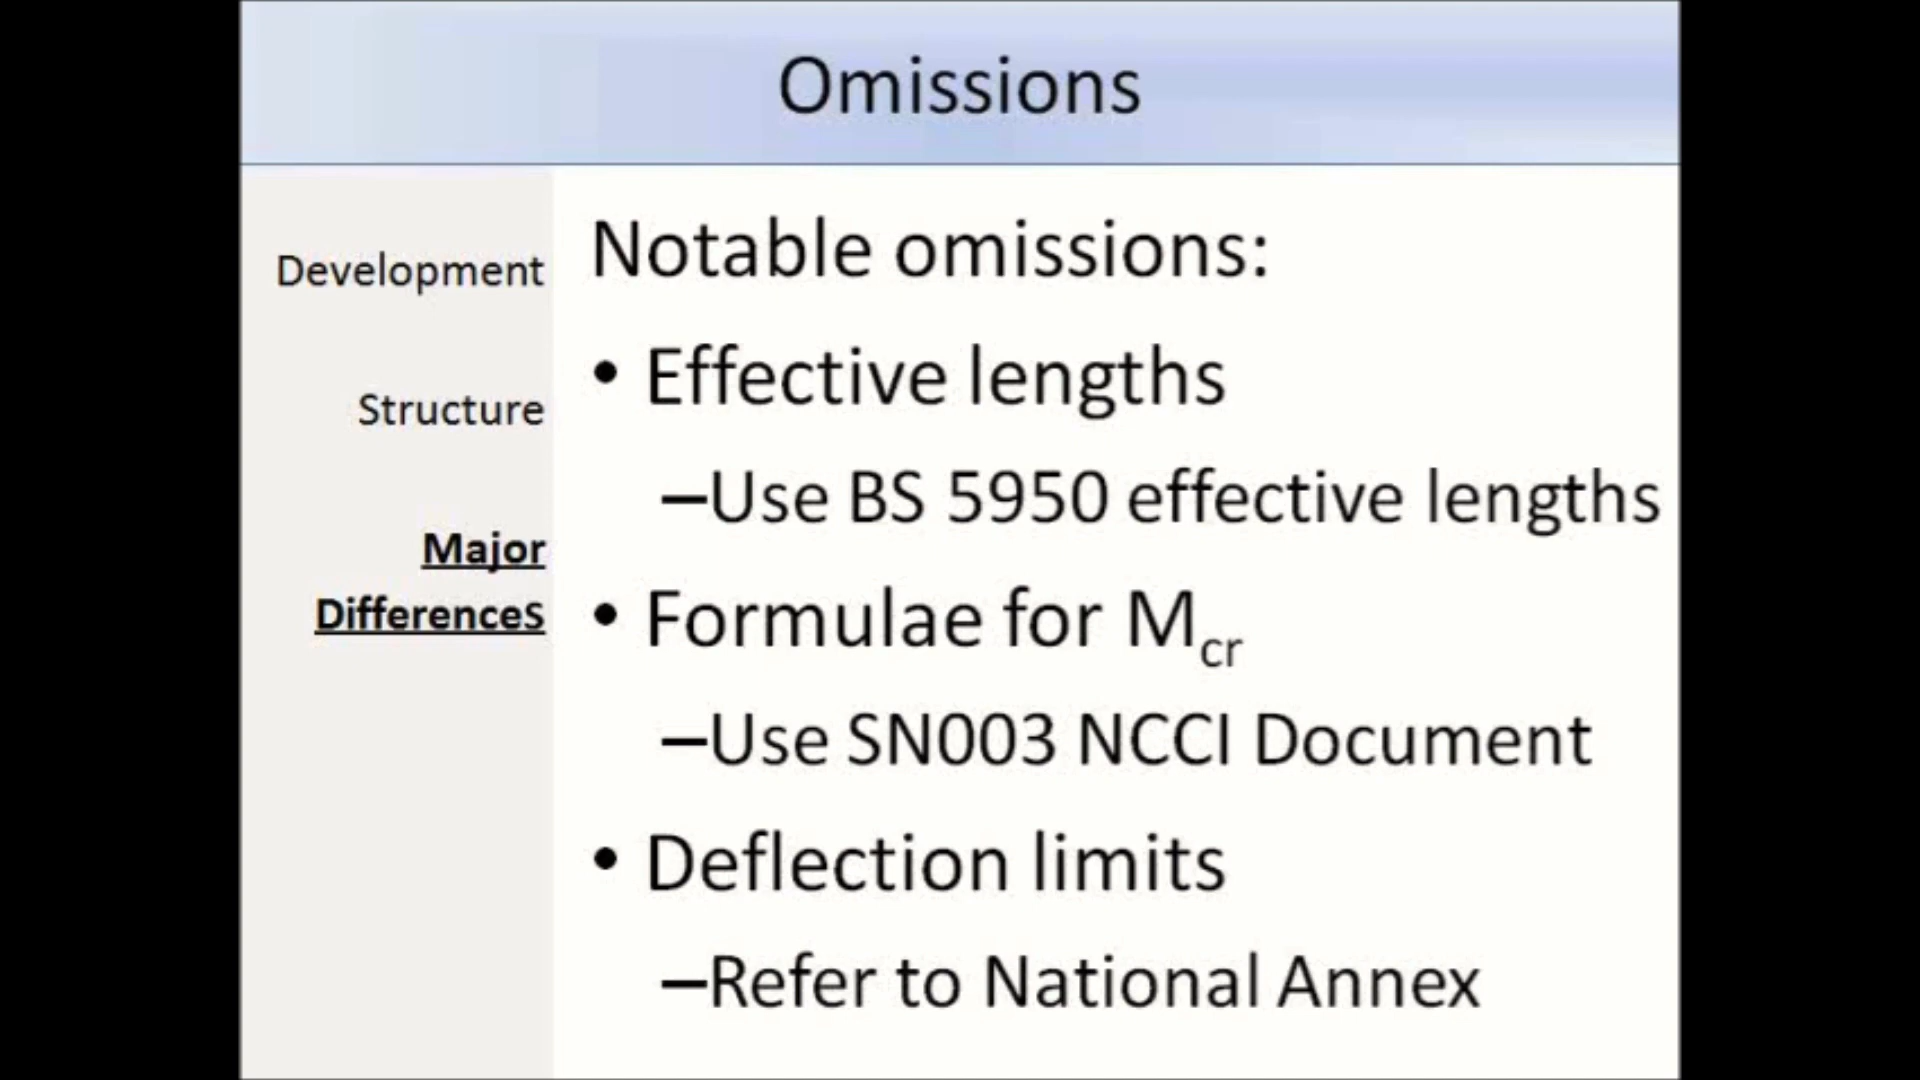 Omissions
Development
Structure
Major
Differences
Notable omissions:
• Effective lengths
–Use BS 5950 effective lengths
• Formulae for Mcr
–Use SN003 NCCI Document
• Deflection limits
–Refer to National Annex